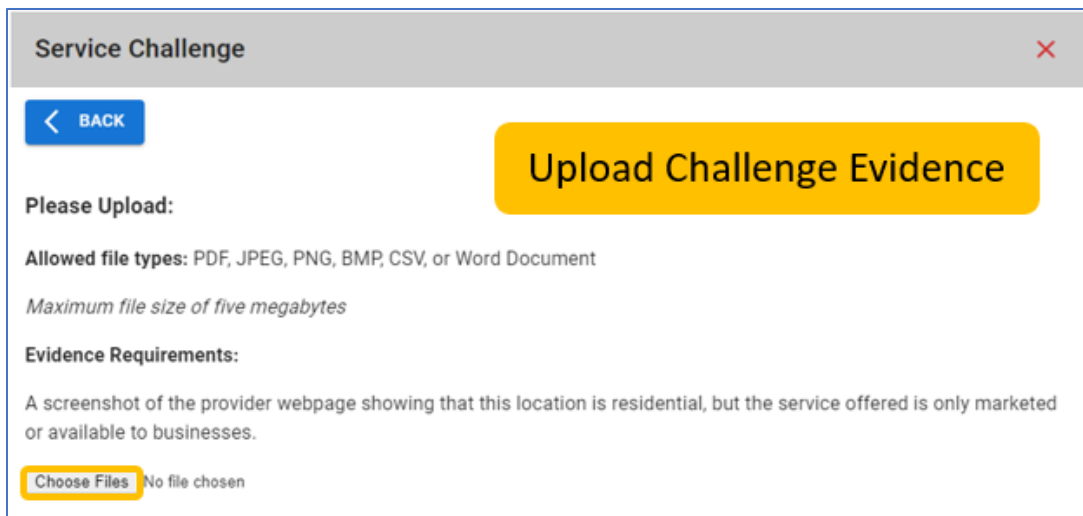 Service Challenge
BACK
Upload Challenge Evidence
Please Upload:
Allowed file types: PDF, JPEG, PNG, BMP, CSV, or Word Document
Maximum file size of five megabytes
Evidence Requirements:
A screenshot of the provider webpage showing that this location is residential, but the service offered is only marketed
or available to businesses.
Choose Files No file chosen